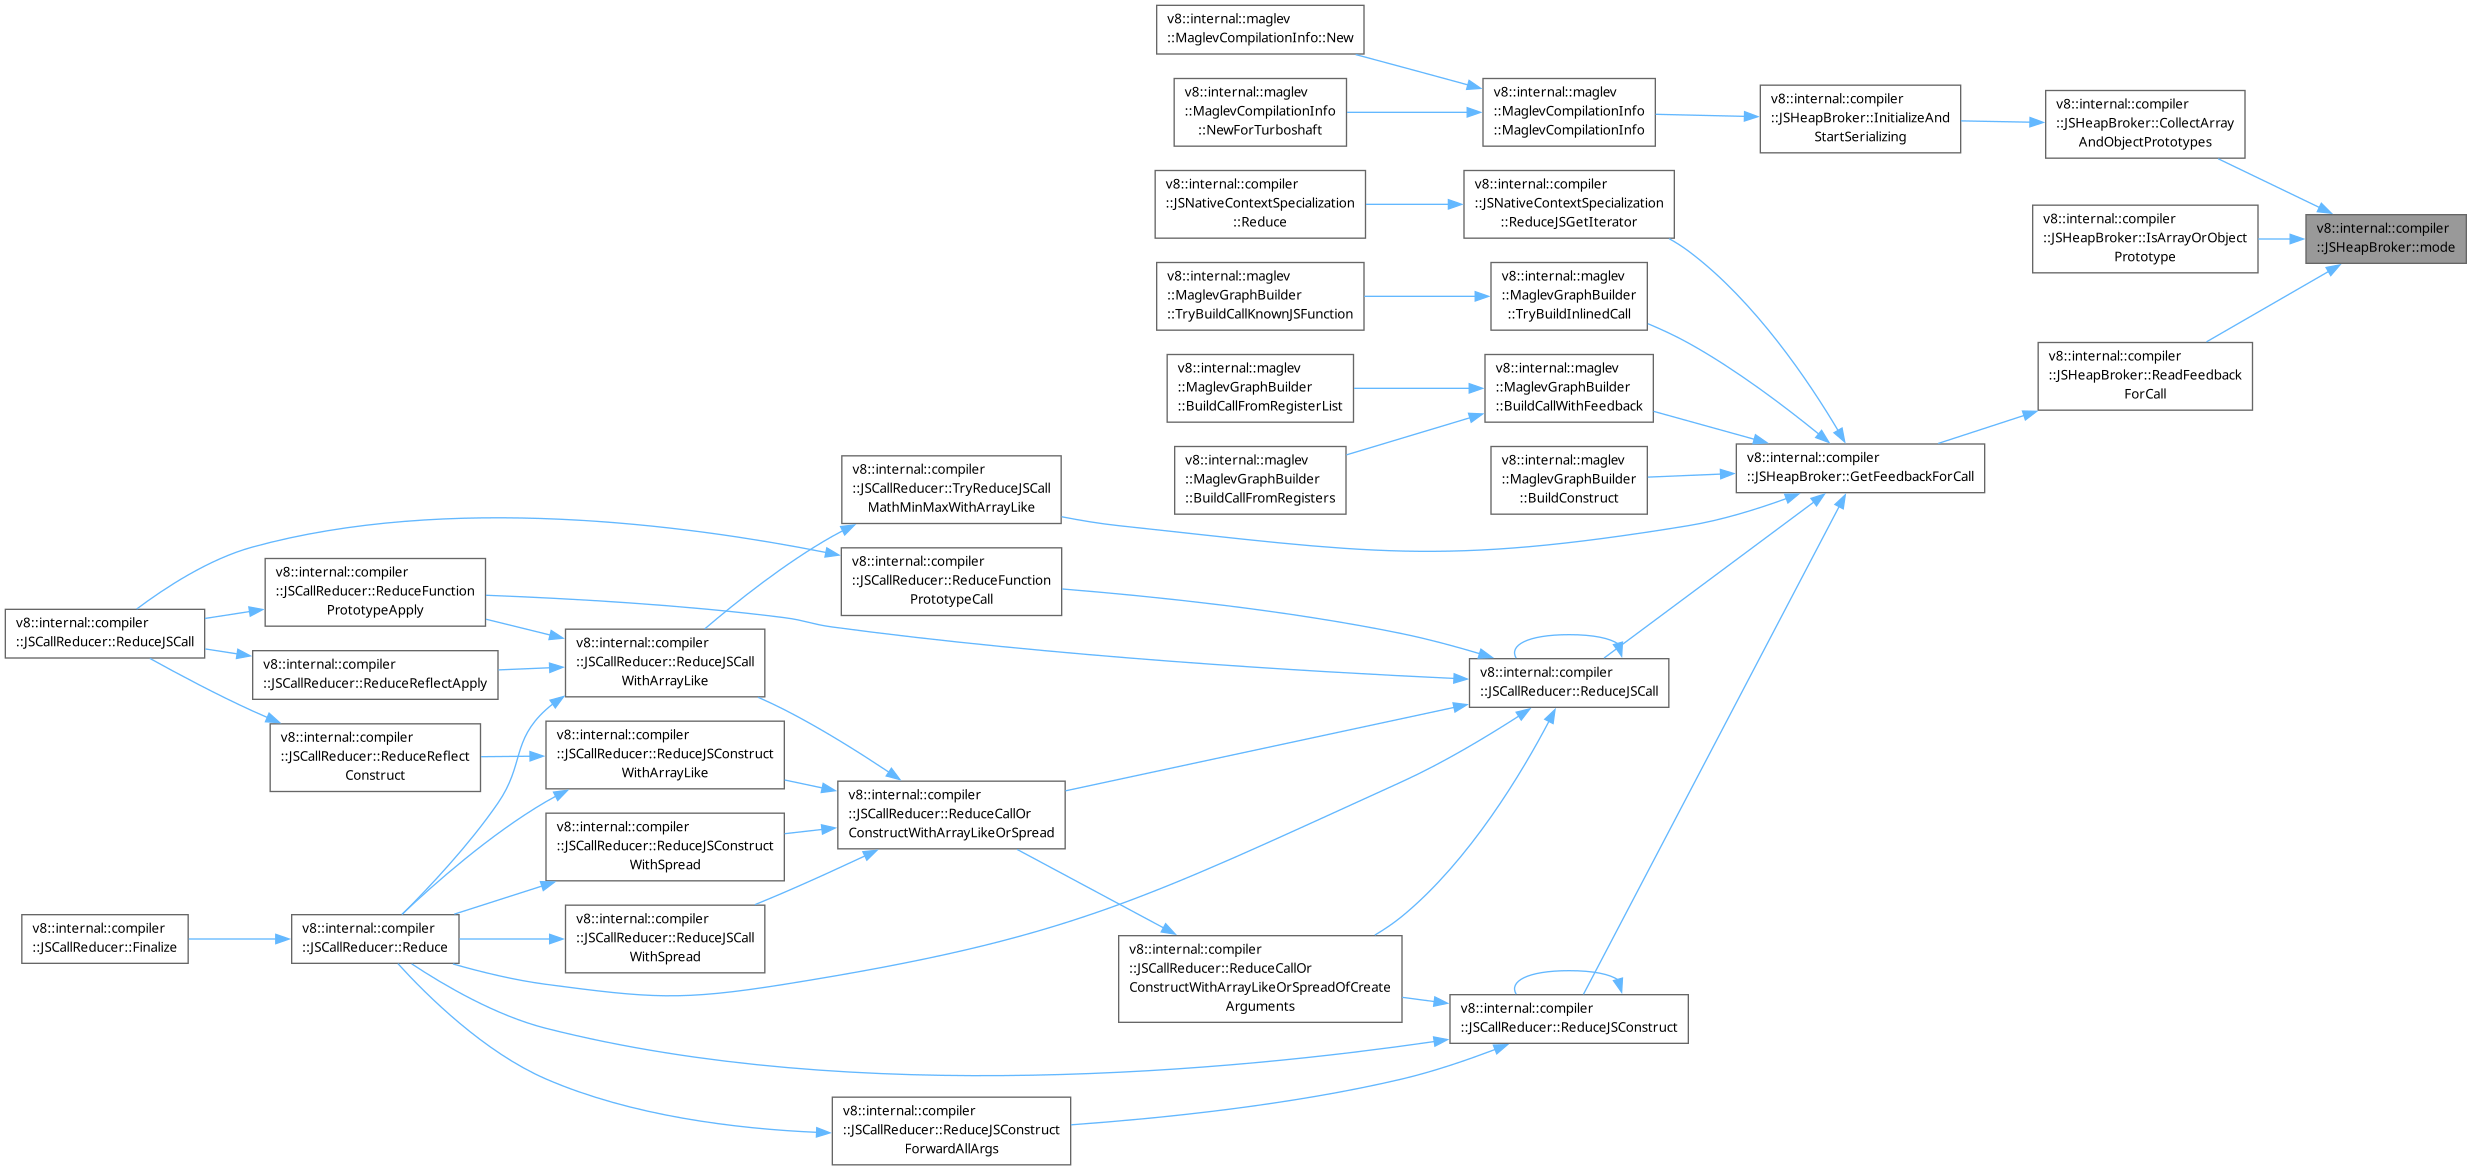 v8::internal::maglev
::MaglevCompilationInfo::New
v8::internal::maglev
::MaglevCompilationInfo
::NewForTurboshaft
v8::internal::maglev
::MaglevCompilationInfo
::MaglevCompilationInfo
v8::internal::compiler
::JSHeapBroker::InitializeAnd
StartSerializing
v8::internal::compiler
::JSHeapBroker::CollectArray
AndObjectPrototypes
v8::internal::compiler
::JSNativeContextSpecialization
::Reduce
v8::internal::compiler
::JSNativeContextSpecialization
::ReduceJSGetIterator
v8::internal::compiler
::JSHeapBroker::IsArrayOrObject
Prototype
v8::internal::compiler
::JSHeapBroker::mode
v8::internal::maglev
::MaglevGraphBuilder
::TryBuildCallKnownJSFunction
v8::internal::maglev
::MaglevGraphBuilder
::TryBuildInlinedCall
v8::internal::maglev
::MaglevGraphBuilder
::BuildCallFromRegisterList
v8::internal::maglev
::MaglevGraphBuilder
::BuildCallWithFeedback
v8::internal::compiler
::JSHeapBroker::ReadFeedback
ForCall
v8::internal::maglev
::MaglevGraphBuilder
::BuildCallFromRegisters
v8::internal::maglev
::MaglevGraphBuilder
::BuildConstruct
v8::internal::compiler
::JSHeapBroker::GetFeedbackForCall
v8::internal::compiler
::JSCallReducer::TryReduceJSCall
MathMinMaxWithArrayLike
v8::internal::compiler
::JSCallReducer::ReduceFunction
PrototypeCall
v8::internal::compiler
::JSCallReducer::ReduceFunction
PrototypeApply
v8::internal::compiler
::JSCallReducer::ReduceJSCall
v8::internal::compiler
::JSCallReducer::ReduceReflectApply
v8::internal::compiler
::JSCallReducer::ReduceJSCall
WithArrayLike
v8::internal::compiler
::JSCallReducer::ReduceJSCall
v8::internal::compiler
::JSCallReducer::ReduceReflect
Construct
v8::internal::compiler
::JSCallReducer::ReduceJSConstruct
WithArrayLike
v8::internal::compiler
::JSCallReducer::ReduceCallOr
ConstructWithArrayLikeOrSpread
v8::internal::compiler
::JSCallReducer::ReduceJSConstruct
WithSpread
v8::internal::compiler
::JSCallReducer::Finalize
v8::internal::compiler
::JSCallReducer::Reduce
v8::internal::compiler
::JSCallReducer::ReduceJSCall
WithSpread
v8::internal::compiler
::JSCallReducer::ReduceCallOr
ConstructWithArrayLikeOrSpreadOfCreate
Arguments
v8::internal::compiler
::JSCallReducer::ReduceJSConstruct
v8::internal::compiler
::JSCallReducer::ReduceJSConstruct
ForwardAllArgs